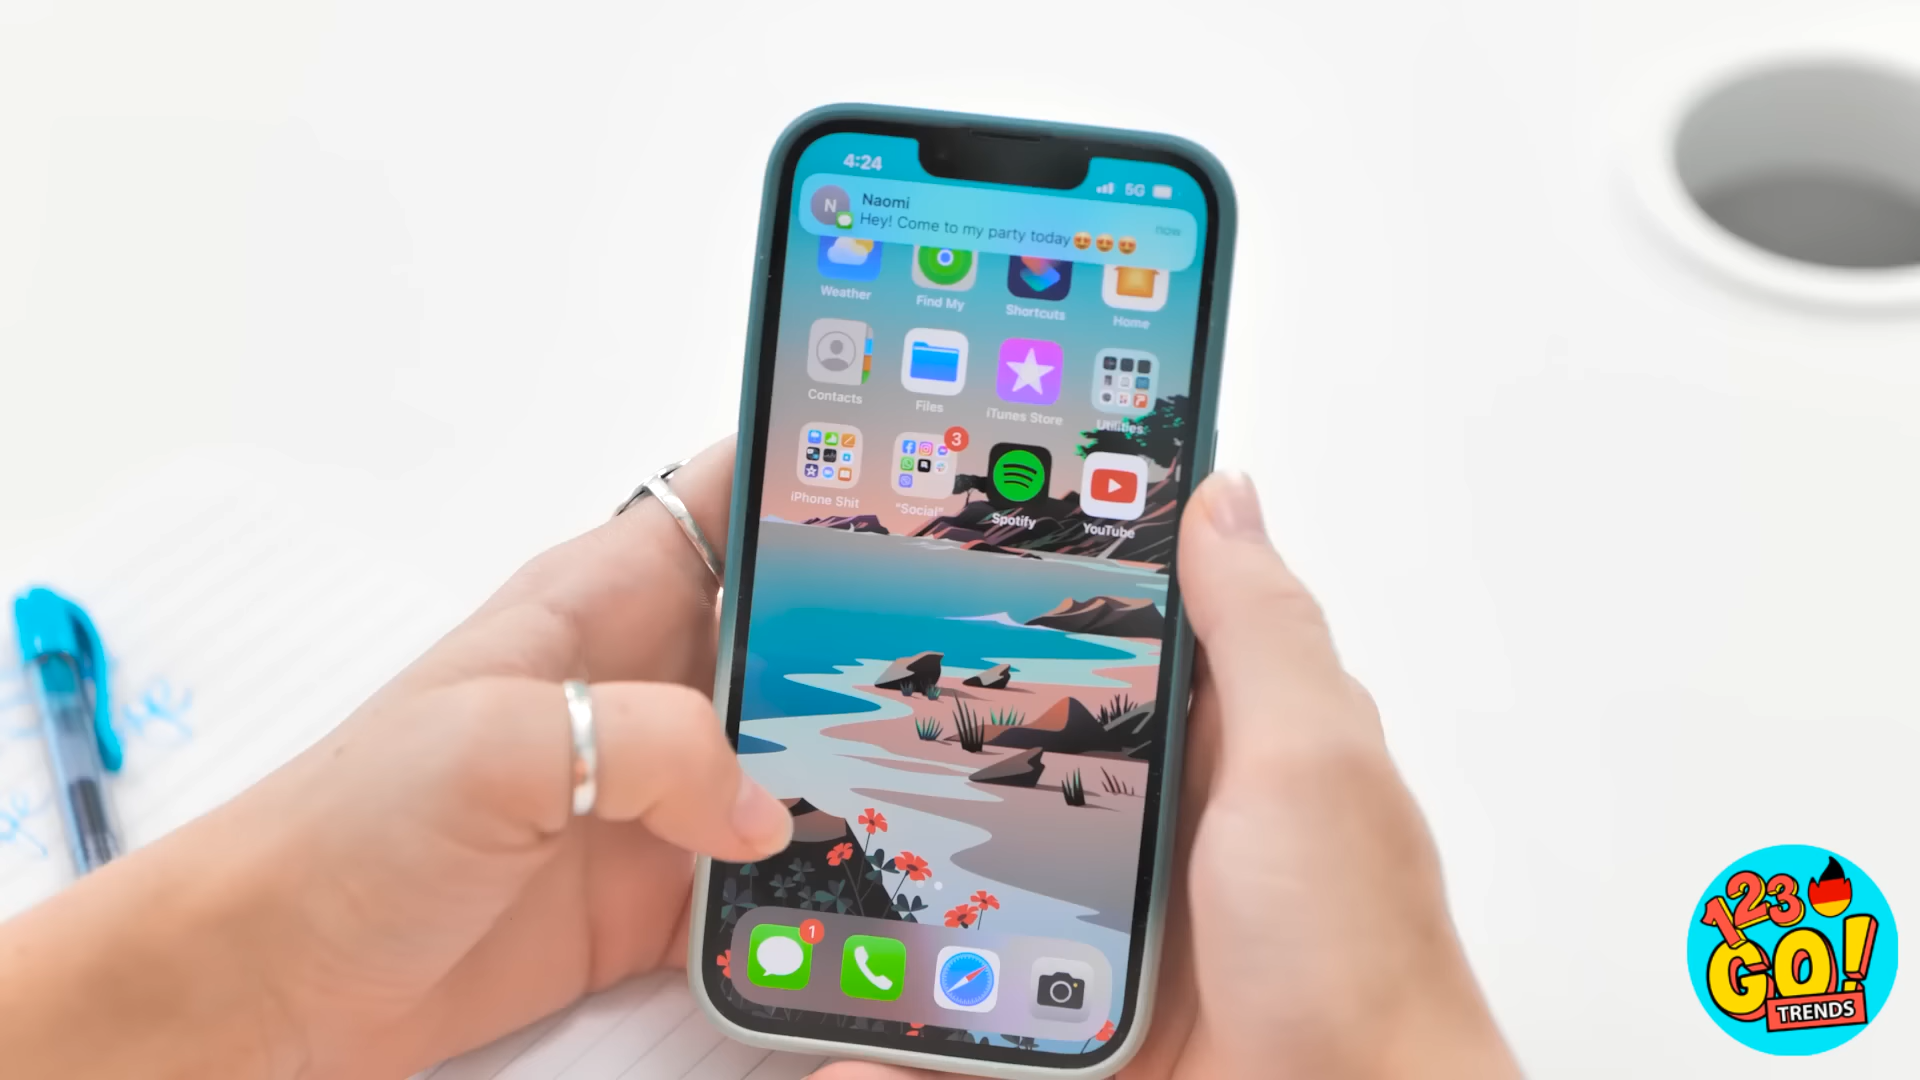 4:24
5G
N
Naomi
now
Hey! Come to my party today😍😍😍
Weather
Find My
Shortcuts
Home
Contacts
Files
iTunes Store
Utilities
iPhone Shit
3
"Social"
Spotify
YouTube
1
123
GO!
TRENDS